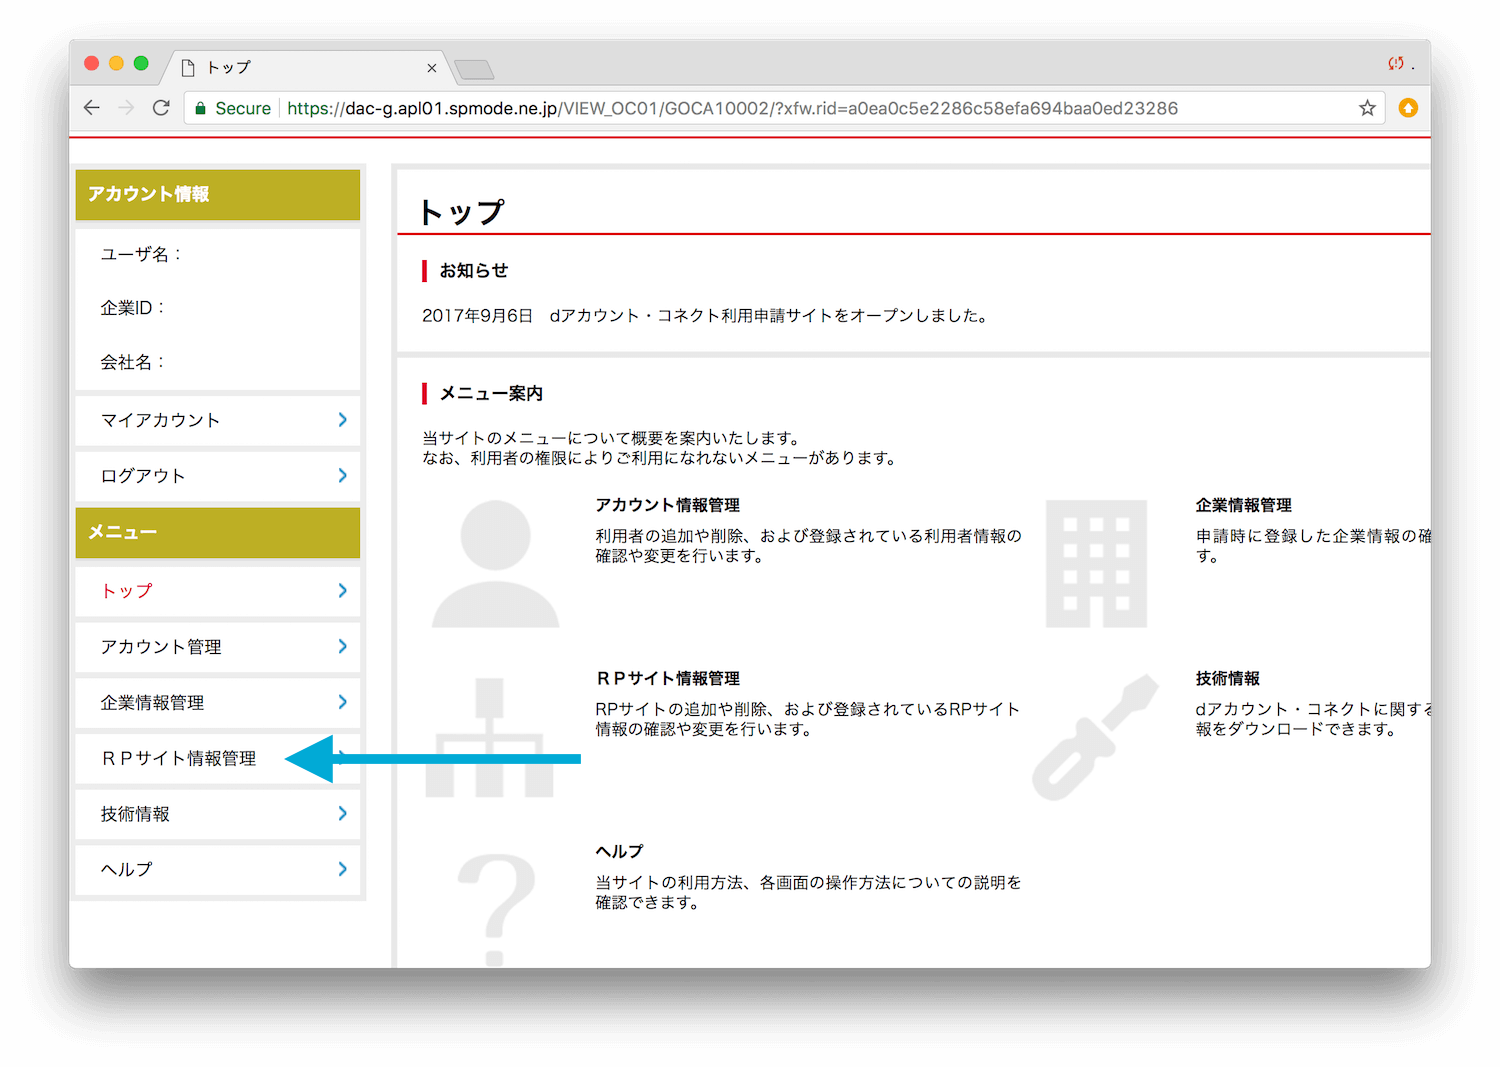 トップ
Secure
https://dac-g.apl01.spmode.ne.jp/VIEW_OC01/GOCA10002/?xfw.rid=a0ea0c5e2286c58efa694baa0ed23286
アカウント情報
ユーザ名：
企業ID：
会社名：
マイアカウント
ログアウト
メニュー
トップ
アカウント管理
企業情報管理
ＲＰサイト情報管理
技術情報
ヘルプ
トップ
お知らせ
2017年9月6日　dアカウント・コネクト利用申請サイトをオープンしました。
メニュー案内
当サイトのメニューについて概要を案内いたします。
なお、利用者の権限によりご利用になれないメニューがあります。
アカウント情報管理
利用者の追加や削除、および登録されている利用者情報の
確認や変更を行います。
企業情報管理
申請時に登録した企業情報の確
す。
ＲＰサイト情報管理
RPサイトの追加や削除、および登録されているRPサイト
情報の確認や変更を行います。
技術情報
dアカウント・コネクトに関する
報をダウンロードできます。
ヘルプ
当サイトの利用方法、各画面の操作方法についての説明を
確認できます。